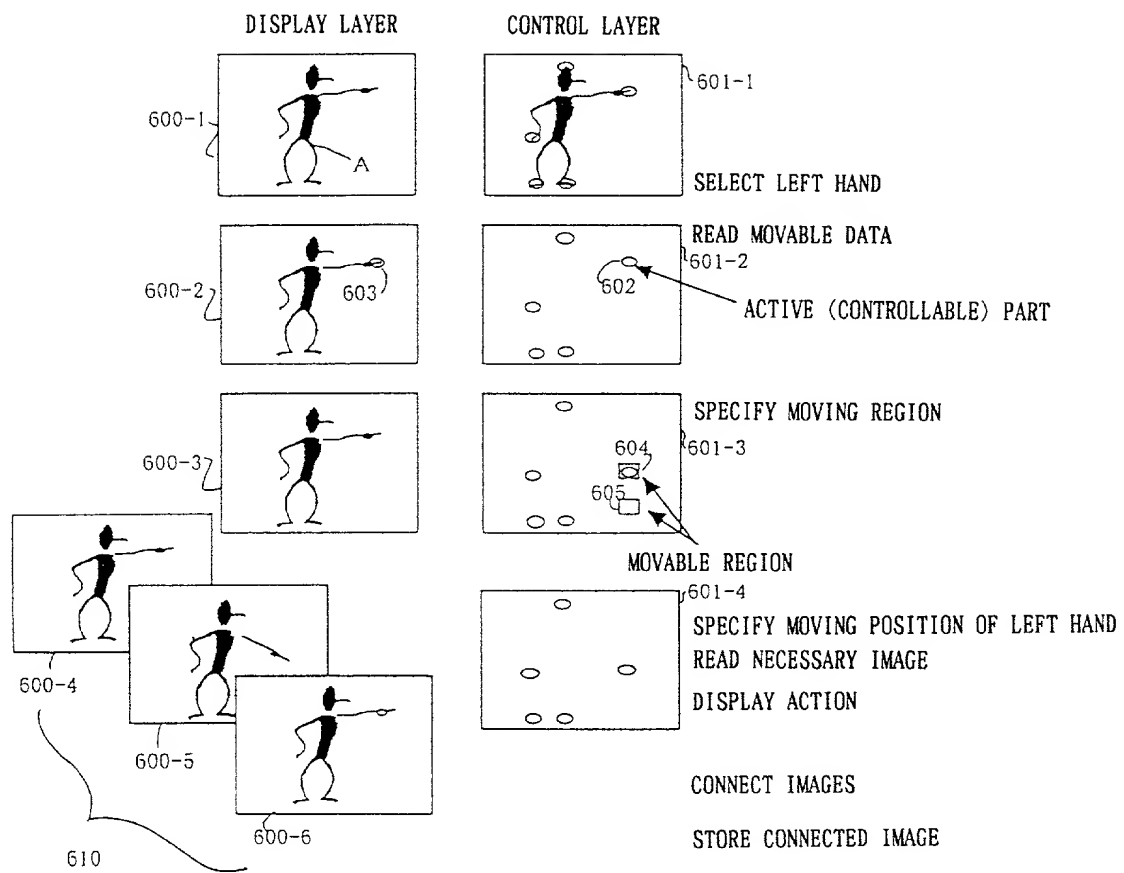 DISPLAY LAYER
CONTROL LAYER
600-1
A
601-1
SELECT LEFT HAND
600-2
603
READ MOVABLE DATA
601-2
602
ACTIVE (CONTROLLABLE) PART
600-3
SPECIFY MOVING REGION
601-3
604
605
MOVABLE REGION
600-4
600-5
600-6
610
601-4
SPECIFY MOVING POSITION OF LEFT HAND
READ NECESSARY IMAGE
DISPLAY ACTION
CONNECT IMAGES
STORE CONNECTED IMAGE